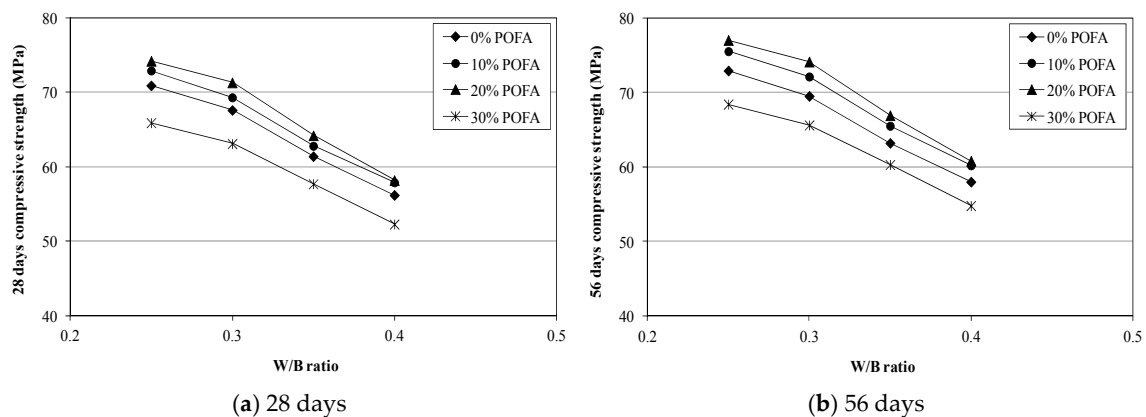 80
70
60
50
40
28 days compressive strength (MPa)
0% POFA
10% POFA
20% POFA
30% POFA
0.2
0.3
0.4
0.5
W/B ratio
(a) 28 days
80
70
60
50
40
56 days compressive strength (MPa)
0% POFA
10% POFA
20% POFA
30% POFA
0.2
0.3
0.4
0.5
W/B ratio
(b) 56 days